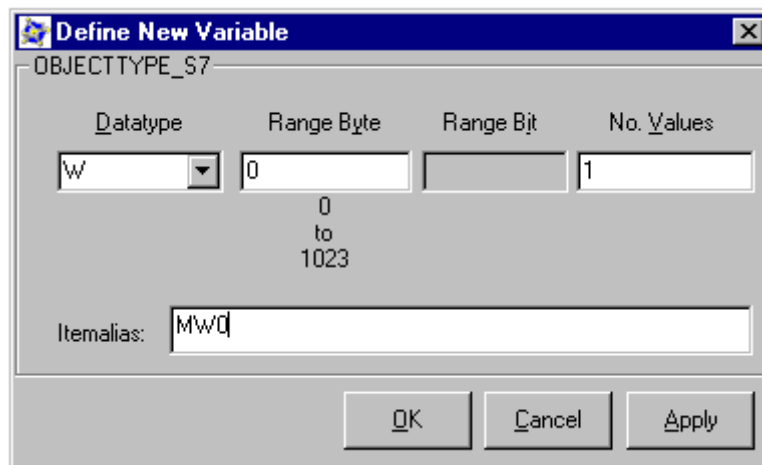 Define New Variable
OBJECTTYPE_S7
Datatype Range Byte Range Bit No. Values
W 0 1
0
to
1023
Itemalias: MW0
OK Cancel Apply